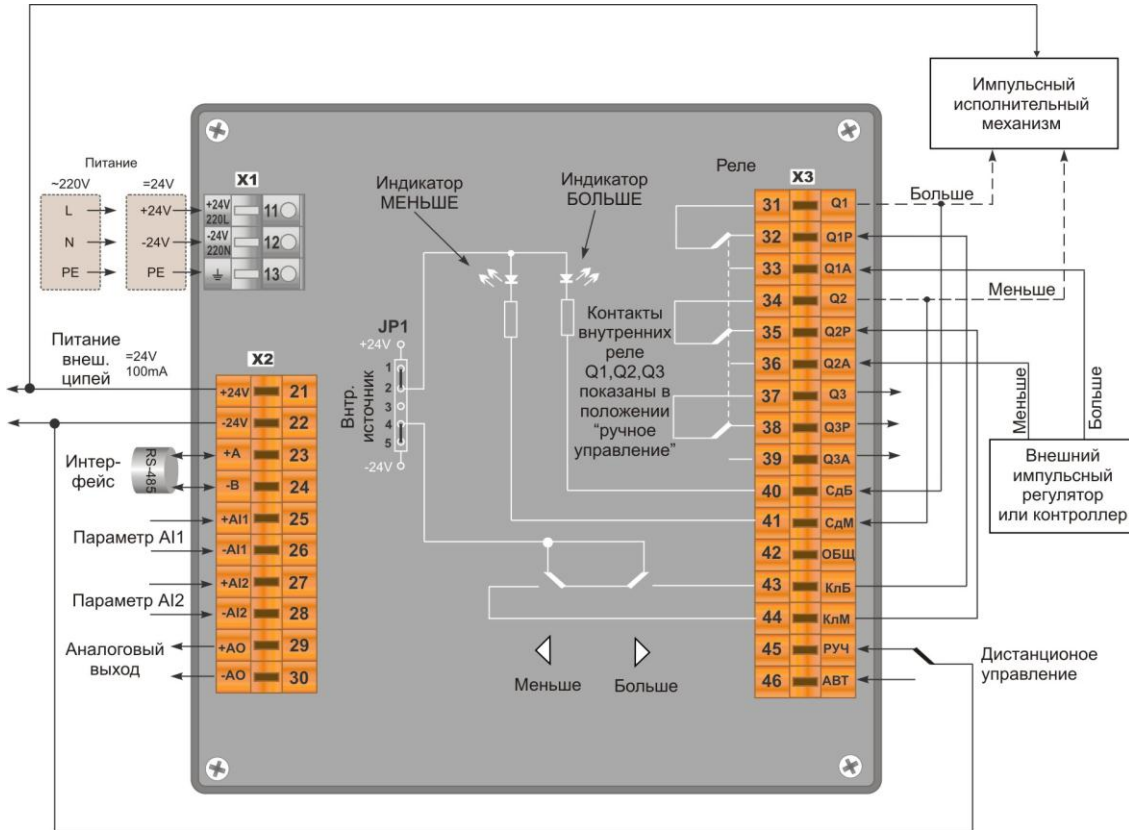 Импульсный
исполнительный
механизм
Питание
~220V
=24V
L
N
PE
+24V
-24V
PE
X1
+24V
220L
11
-24V
220N
12
13
Индикатор
МЕНЬШЕ
Индикатор
БОЛЬШЕ
Реле
X3
31 Q1
32 Q1P
33 Q1A
34 Q2
35 Q2P
36 Q2A
37 Q3
38 Q3P
39 Q3A
40 СдБ
41 СдМ
42 ОБЩ
43 КлБ
44 КлМ
45 РУЧ
46 АВТ
Больше
Меньше
Меньше
Больше
Внешний
импульсный
регулятор
или контроллер
Дистанционое
управление
Контакты
внутренних
реле
Q1,Q2,Q3
показаны в
положении
“ручное
управление”
JP1
+24V
1
2
3
4
5
-24V
Внтр.
источник
Питание
внеш.
ципей
=24V
100mA
X2
+24V 21
-24V 22
+A 23
-B 24
+AI1 25
-AI1 26
+AI2 27
-AI2 28
+AO 29
-AO 30
Интер-
фейс
RS-485
Параметр AI1
Параметр AI2
Аналоговый
выход
Меньше
Больше